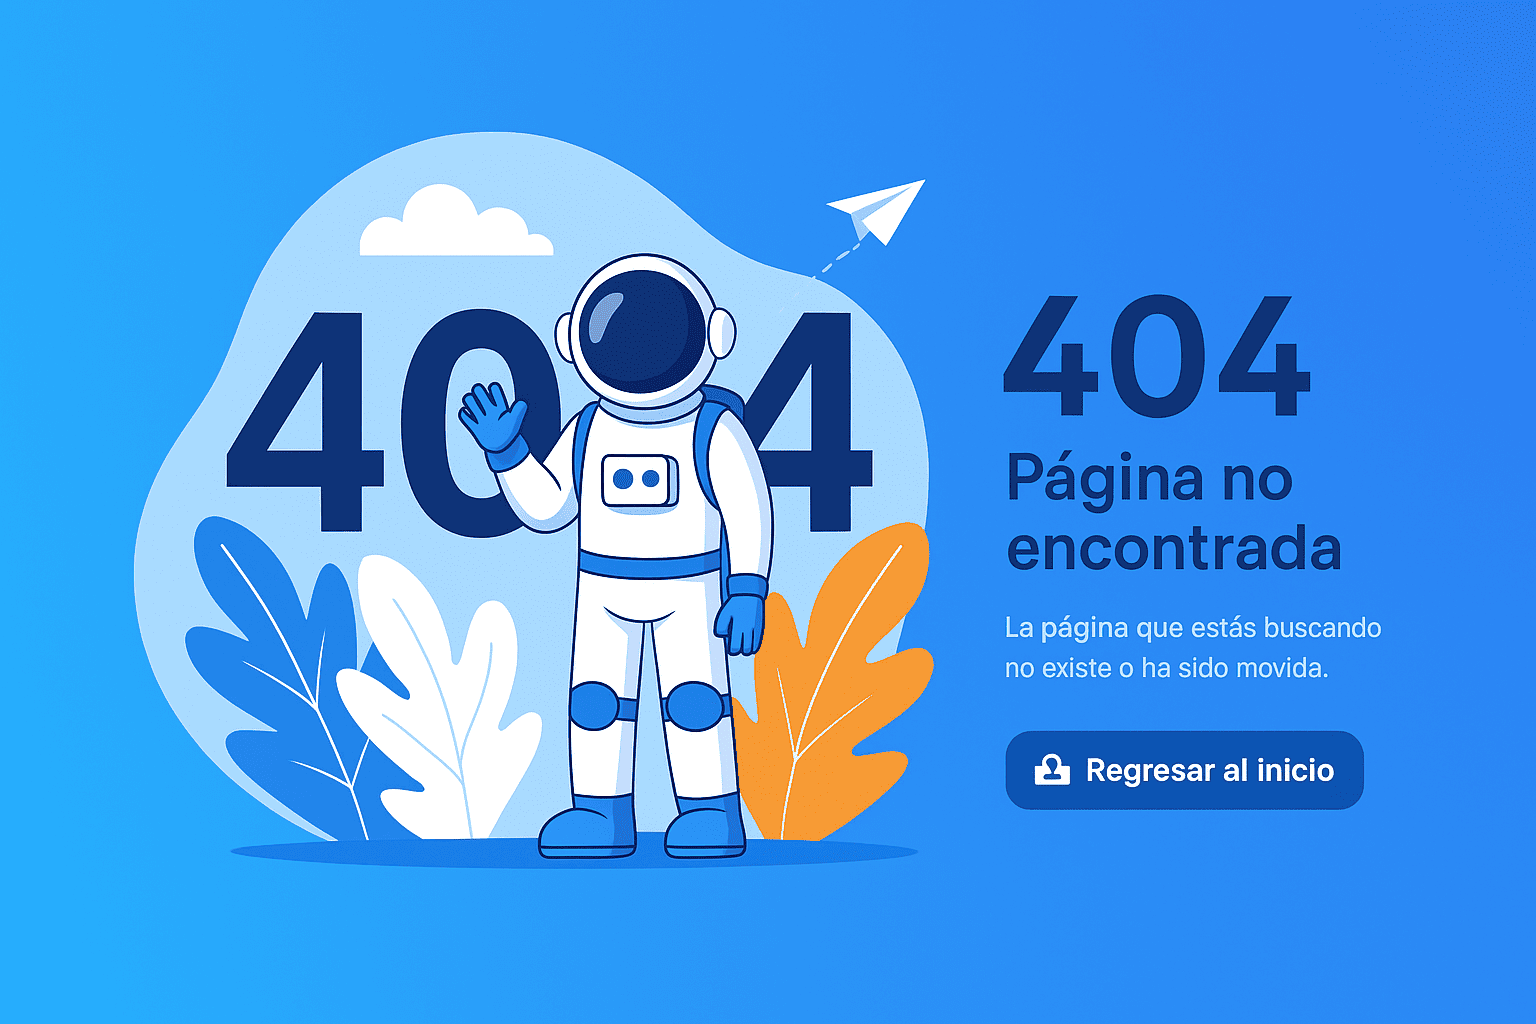 404
404
Página no
encontrada
La página que estás buscando
no existe o ha sido movida.
Regresar al inicio